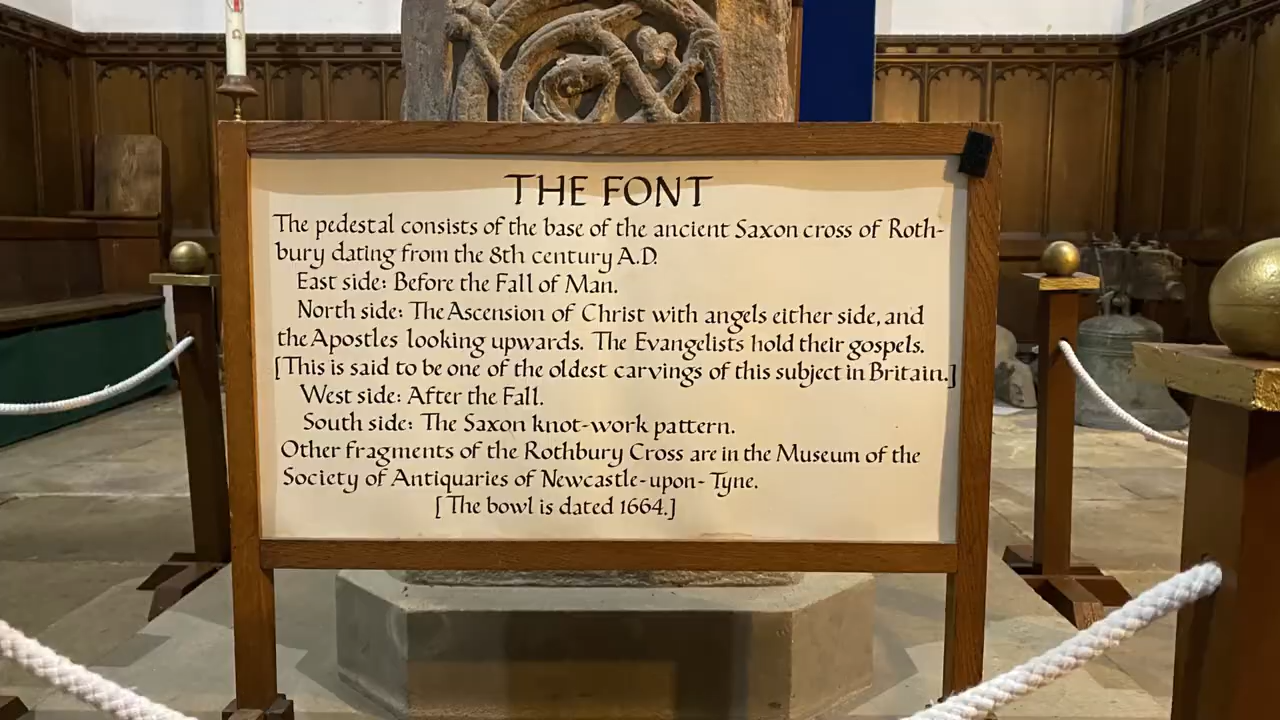 THE FONT
The pedestal consists of the base of the ancient Saxon cross of Roth-
bury dating from the 8th century A.D.
East side: Before the Fall of Man.
North side: The Ascension of Christ with angels either side, and
the Apostles looking upwards. The Evangelists hold their gospels.
[This is said to be one of the oldest carvings of this subject in Britain.]
West side: After the Fall.
South side: The Saxon knot-work pattern.
Other fragments of the Rothbury Cross are in the Museum of the
Society of Antiquaries of Newcastle-upon-Tyne.
[The bowl is dated 1664.]